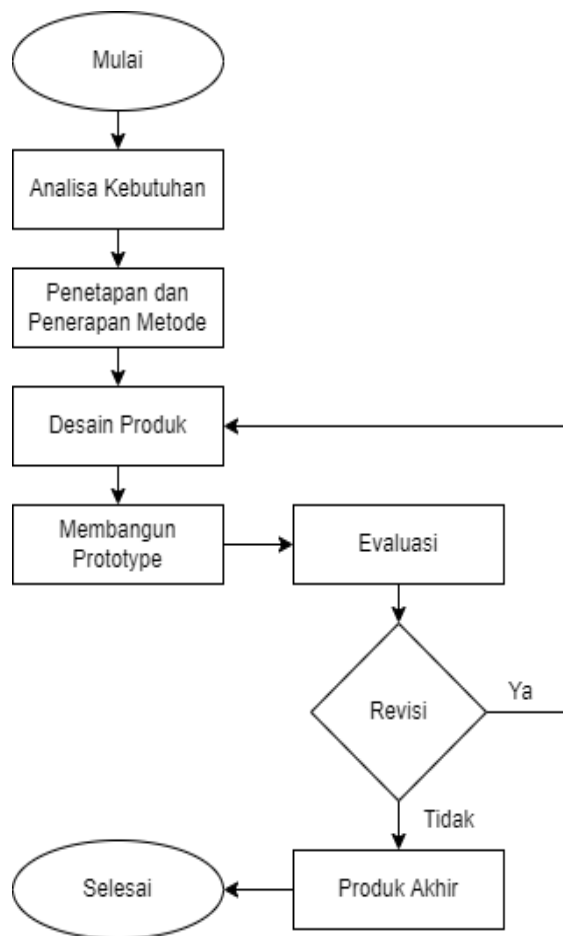 Mulai
Analisa Kebutuhan
Penetapan dan
Penerapan Metode
Desain Produk
Membangun
Prototype
Evaluasi
Revisi
Ya
Tidak
Produk Akhir
Selesai